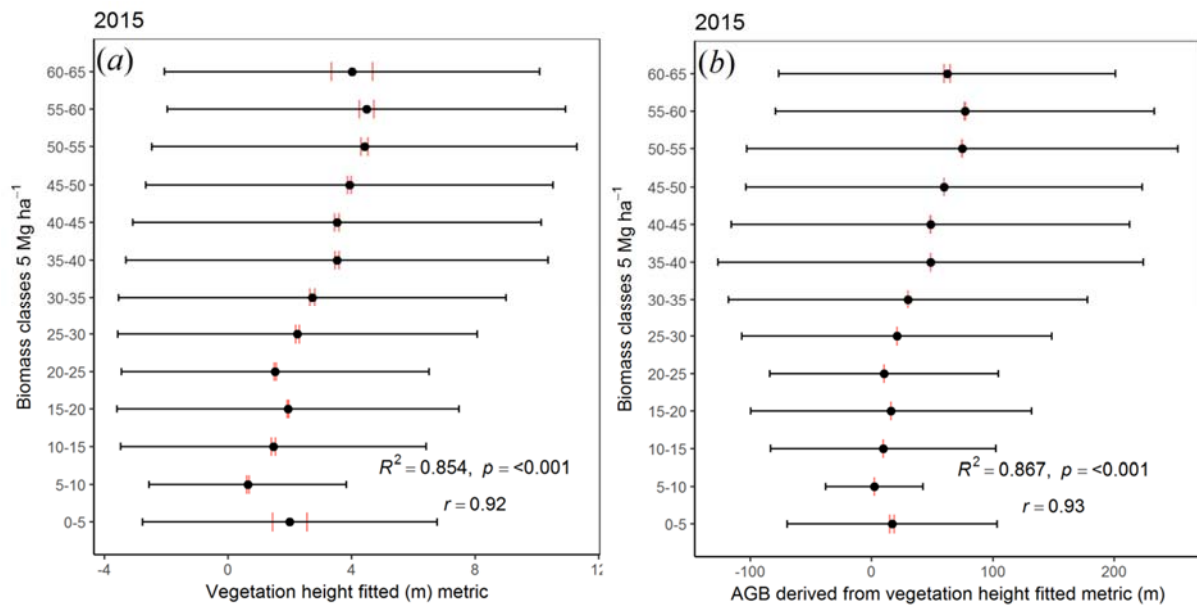 2015
(a)
Biomass classes 5 Mg ha⁻¹
60-65
55-60
50-55
45-50
40-45
35-40
30-35
25-30
20-25
15-20
10-15
5-10
0-5
R² = 0.854, p = <0.001
r = 0.92
-4 0 4 8 12
Vegetation height fitted (m) metric
2015
(b)
Biomass classes 5 Mg ha⁻¹
60-65
55-60
50-55
45-50
40-45
35-40
30-35
25-30
20-25
15-20
10-15
5-10
0-5
R² = 0.867, p = <0.001
r = 0.93
-100 0 100 200
AGB derived from vegetation height fitted metric (m)